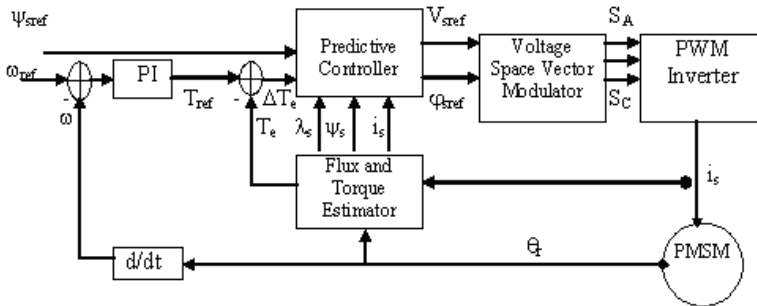 ψsref
Vsref
SA
Predictive
Controller
Voltage
Space Vector
Modulator
PWM
Inverter
ωref
PI
-
ω
Tref
-
ΔTe
φsref
SC
Te
λs
ψs
is
Flux and
Torque
Estimator
is
d/dt
θr
PMSM